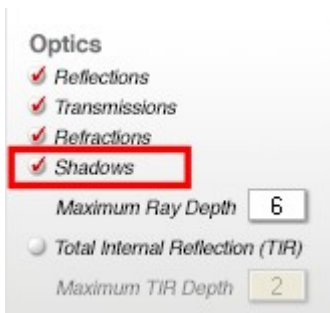 Optics
Reflections
Transmissions
Refractions
Shadows
Maximum Ray Depth 6
Total Internal Reflection (TIR)
Maximum TIR Depth 2